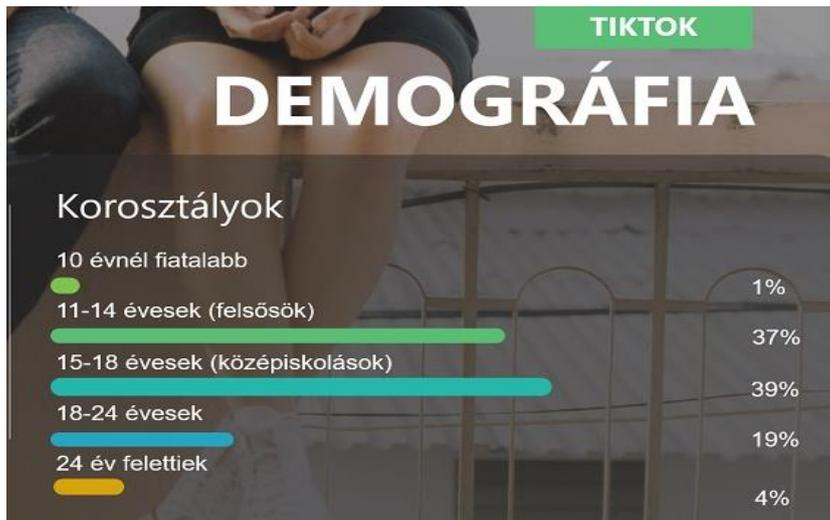 TIKTOK
DEMOGRÁFIA
Korosztályok
10 évnél fiatalabb
1%
11-14 évesek (felsősök)
37%
15-18 évesek (középiskolások)
39%
18-24 évesek
19%
24 év felettiek
4%